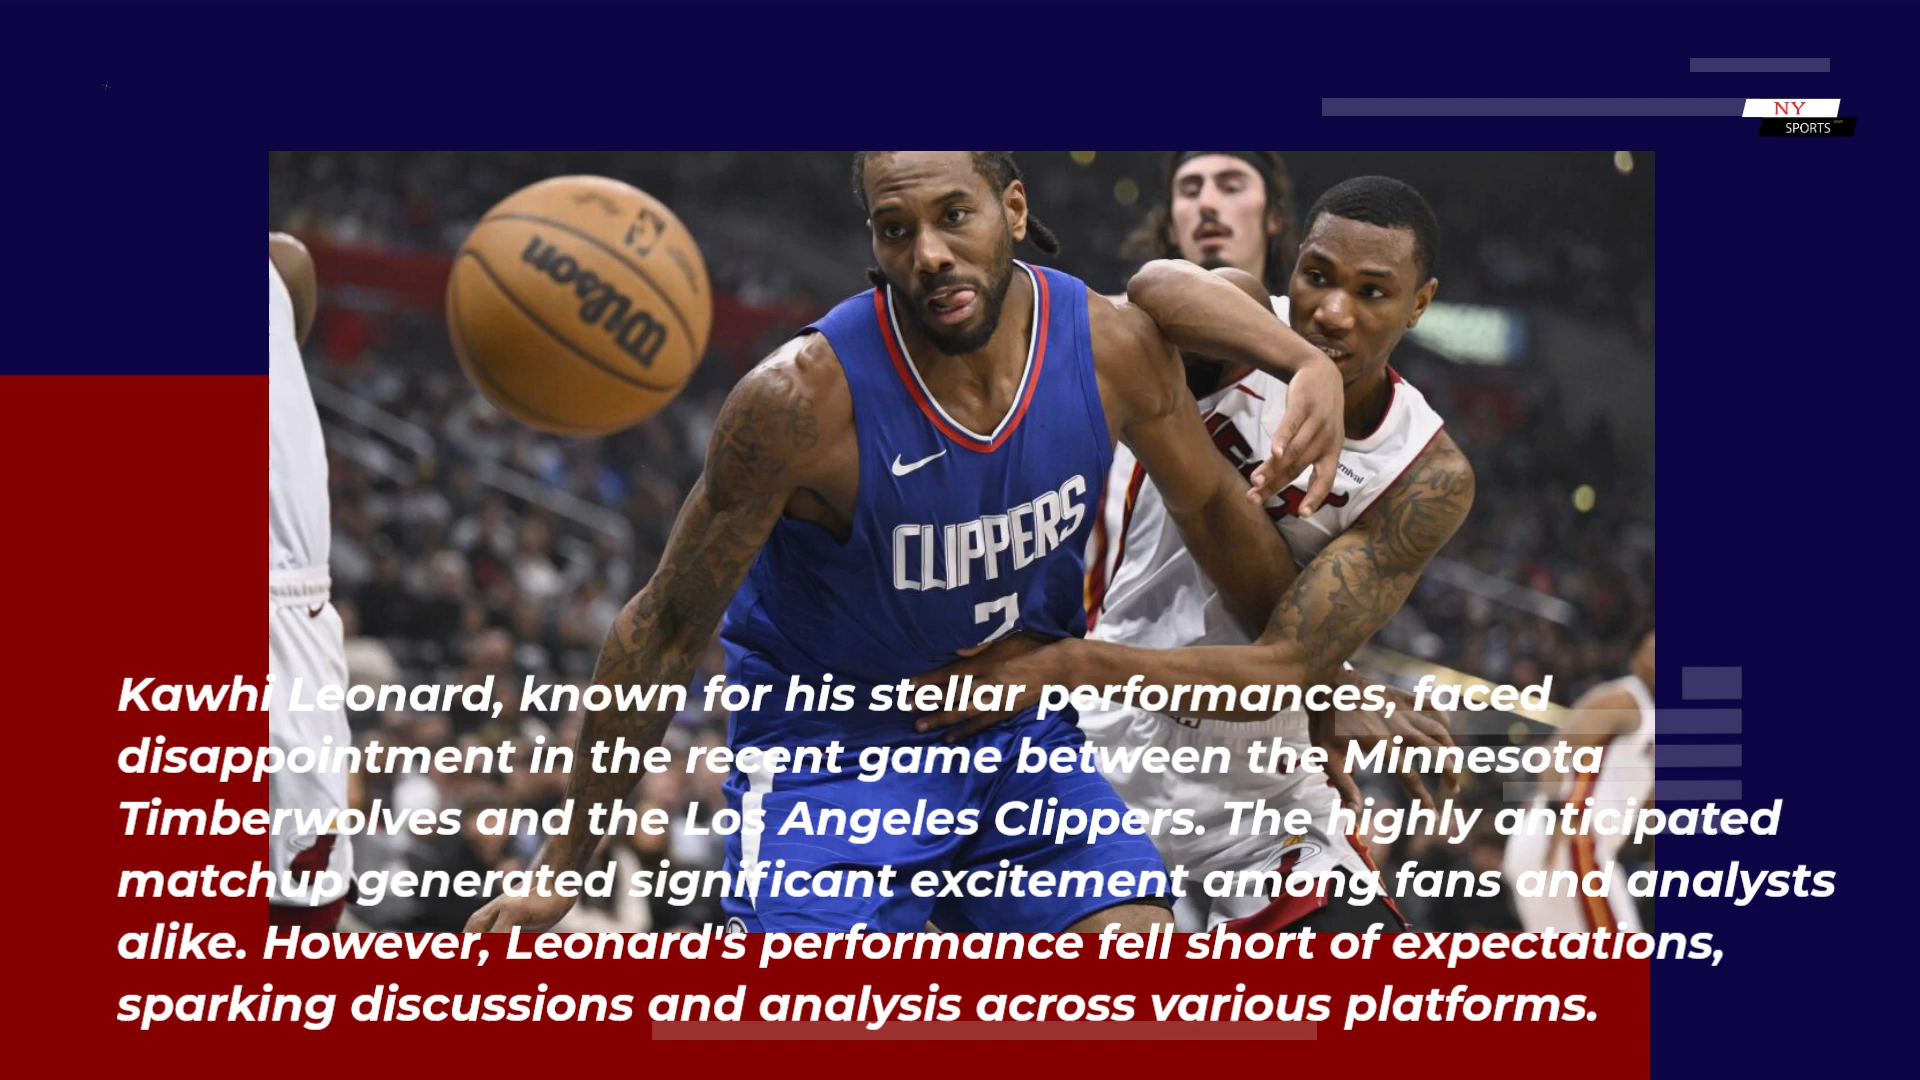 NY
SPORTS
Wilson
CLIPPERS
2
Kawhi Leonard, known for his stellar performances, faced
disappointment in the recent game between the Minnesota
Timberwolves and the Los Angeles Clippers. The highly anticipated
matchup generated significant excitement among fans and analysts
alike. However, Leonard's performance fell short of expectations,
sparking discussions and analysis across various platforms.